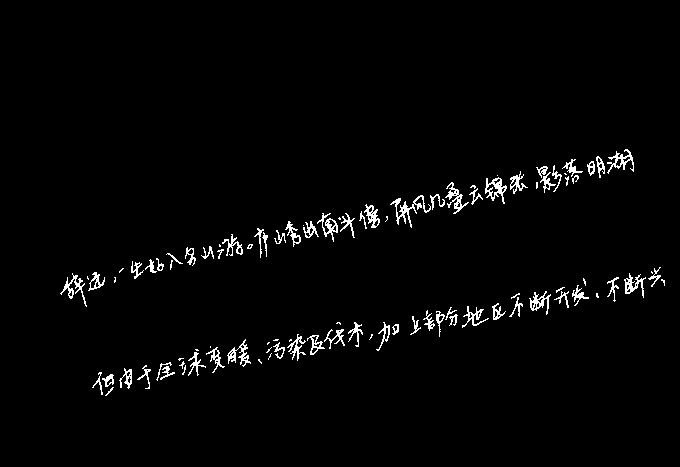 辞远,一生好入名山游。庐山秀出南斗傍,屏风九叠云锦张,影落明湖
但由于全球变暖、污染及伐木,加上部分地区不断开发、不断兴